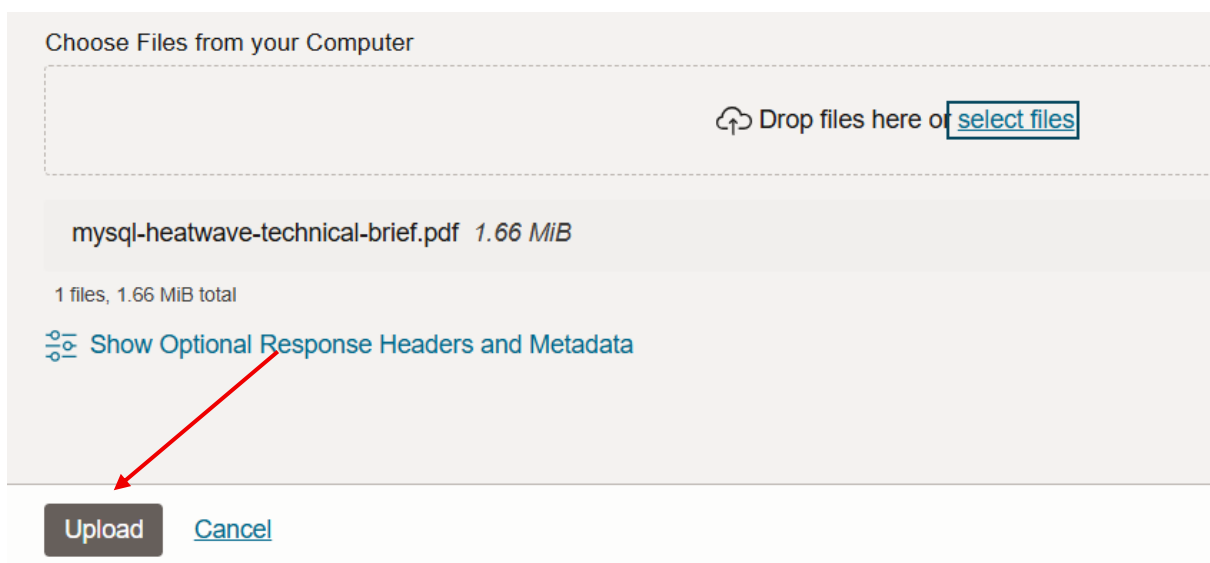 Choose Files from your Computer
Drop files here or select files
mysql-heatwave-technical-brief.pdf 1.66 MiB
1 files, 1.66 MiB total
Show Optional Response Headers and Metadata
Upload Cancel